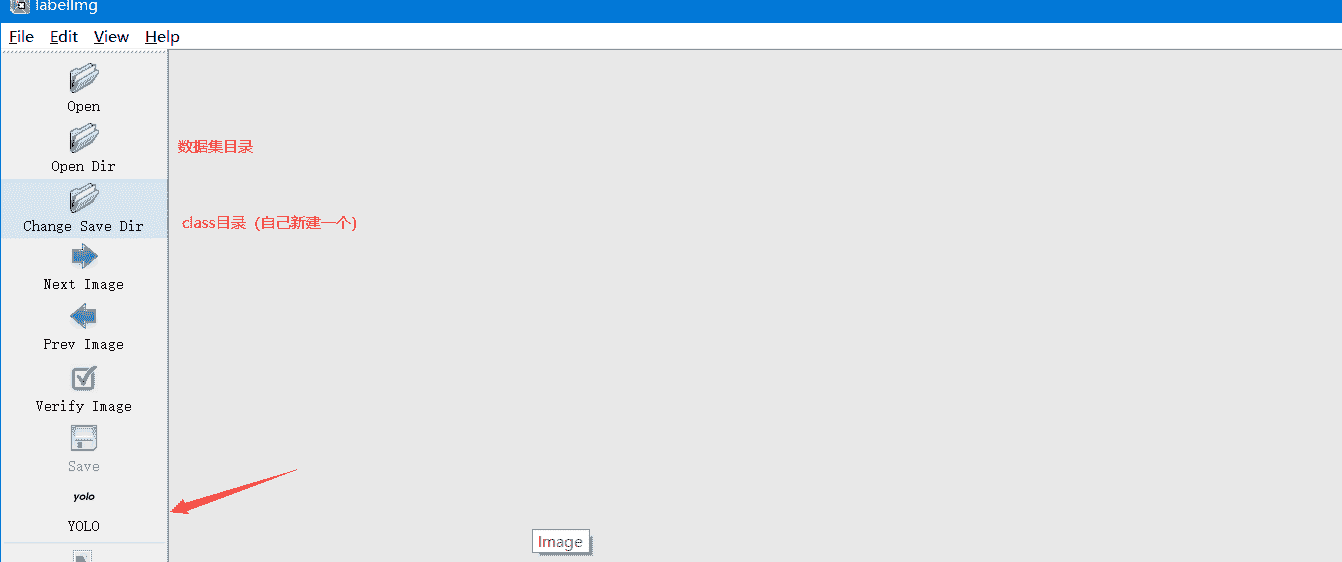 labelImg
File Edit View Help
Open
Open Dir
数据集目录
Change Save Dir
class目录（自己新建一个）
Next Image
Prev Image
Verify Image
Save
yolo
YOLO
Image